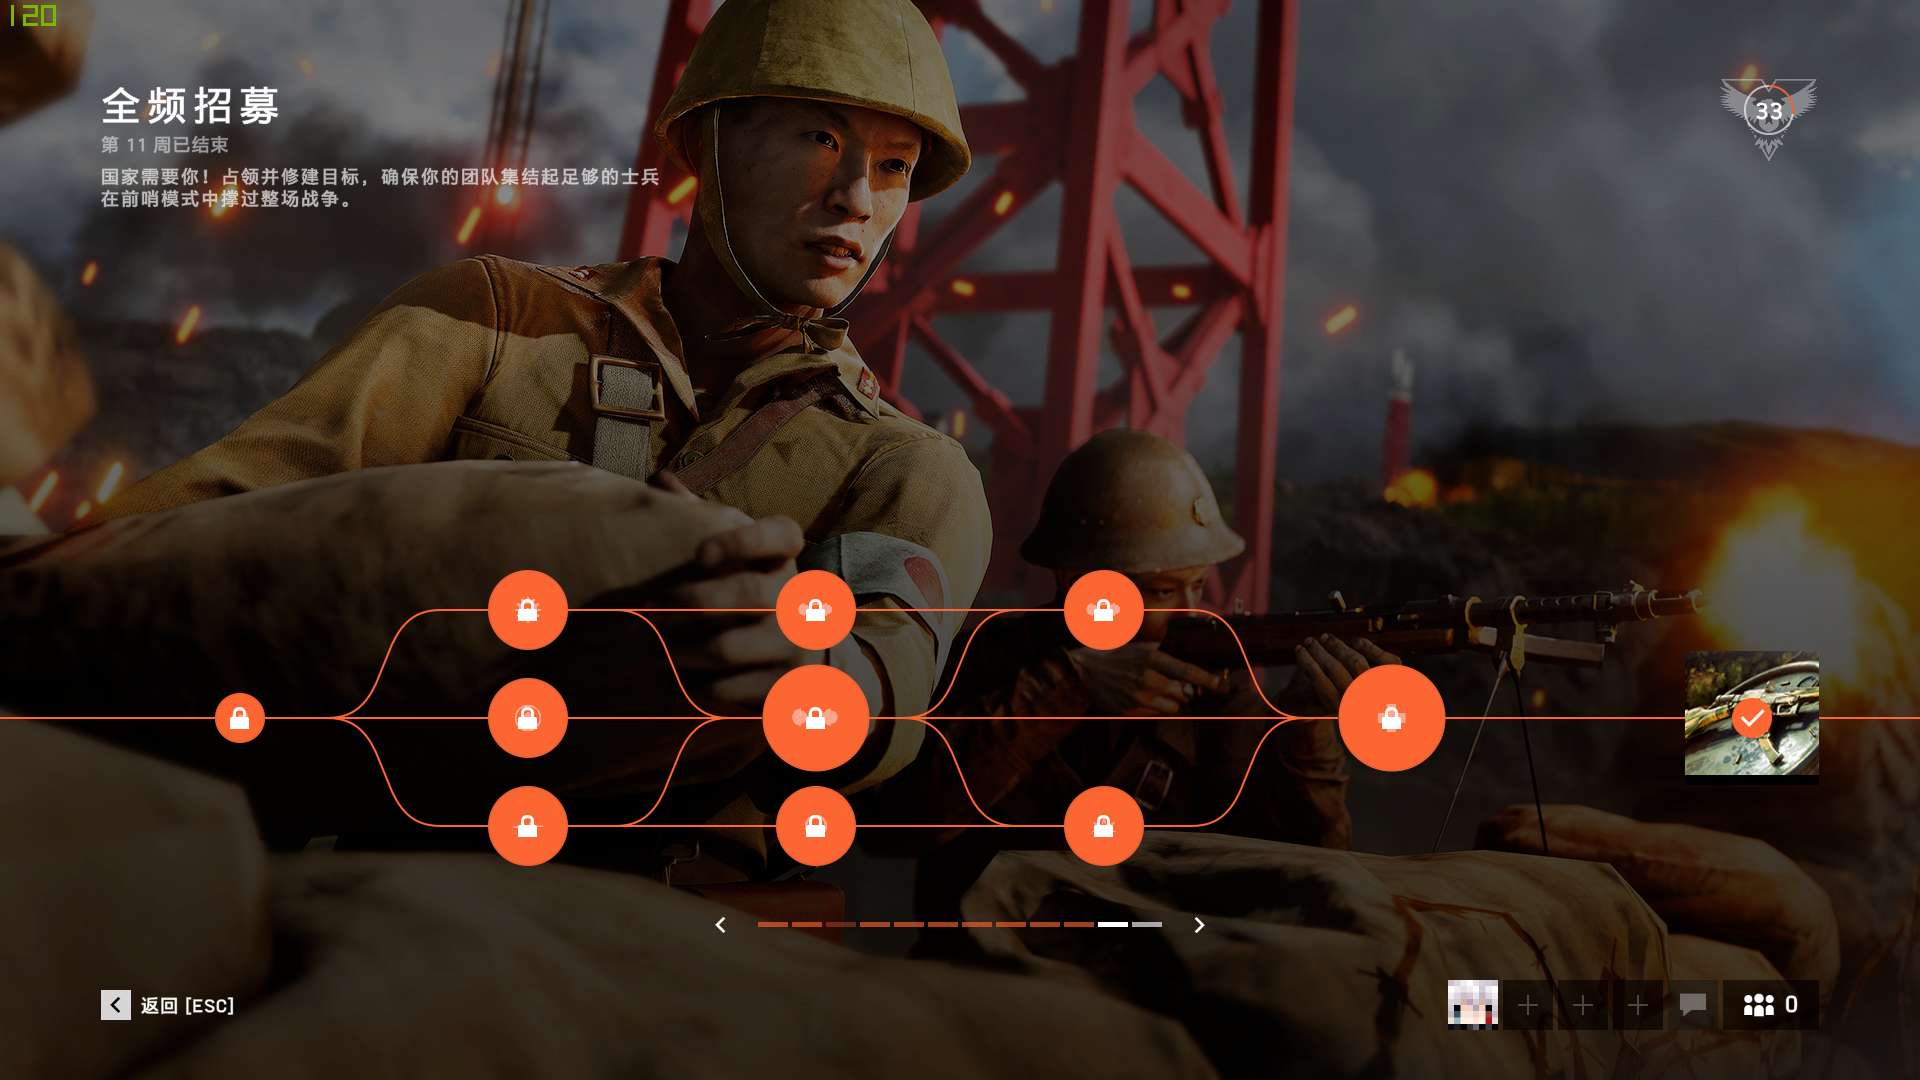 120
全频招募
33
第 11 周已结束
国家需要你！占领并修建目标，确保你的团队集结起足够的士兵
在前哨模式中撑过整场战争。
返回 [ESC]
0